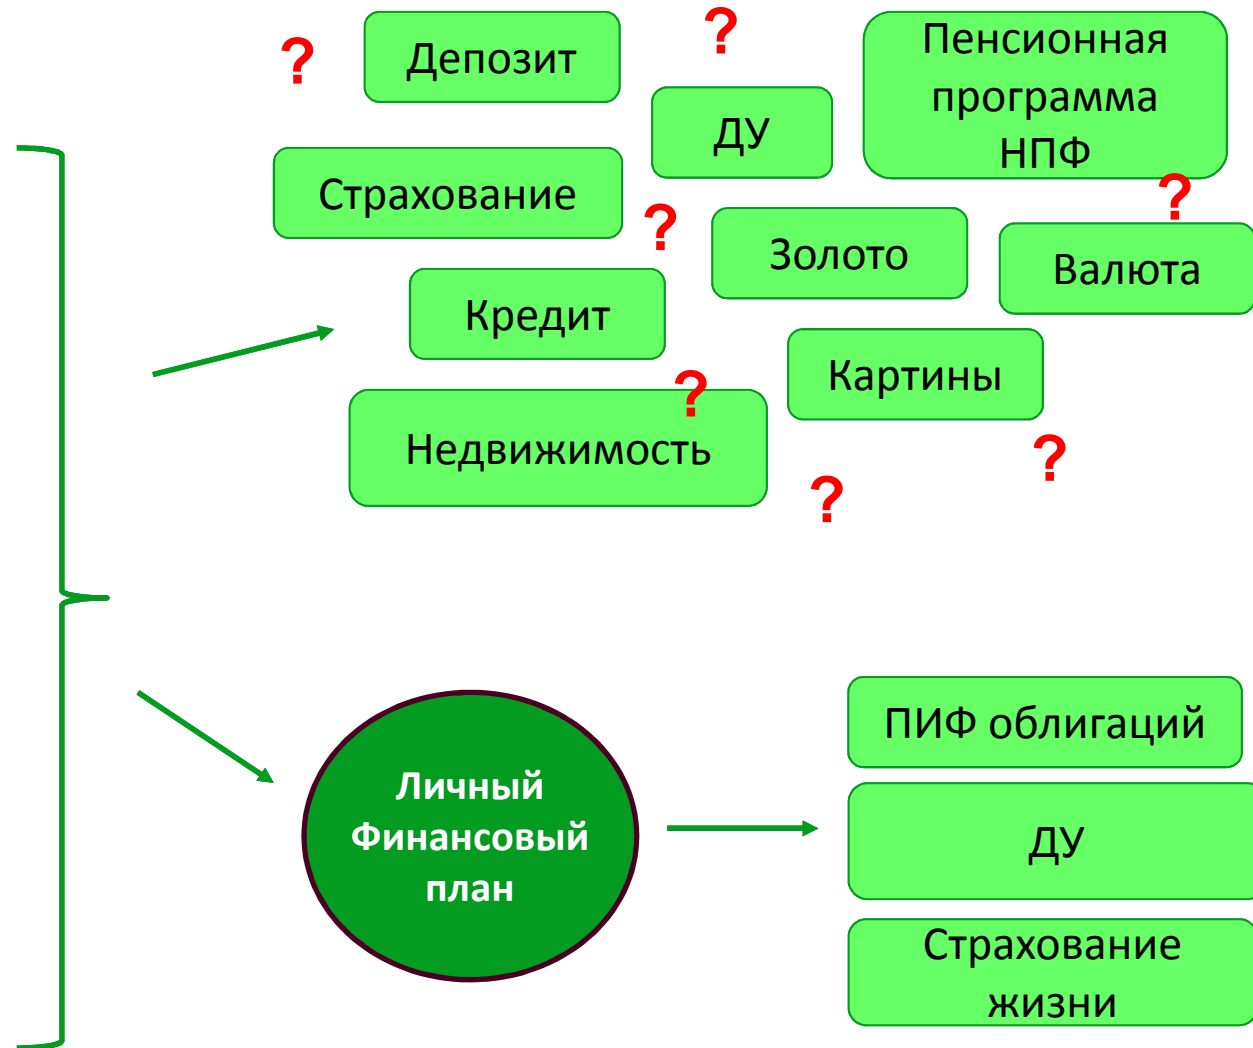 ?
Депозит
?
Пенсионная
программа
НПФ
ДУ
Страхование
?
?
Золото
Валюта
Кредит
Картины
?
Недвижимость
?
?
ПИФ облигаций
Личный
Финансовый
план
ДУ
Страхование
жизни